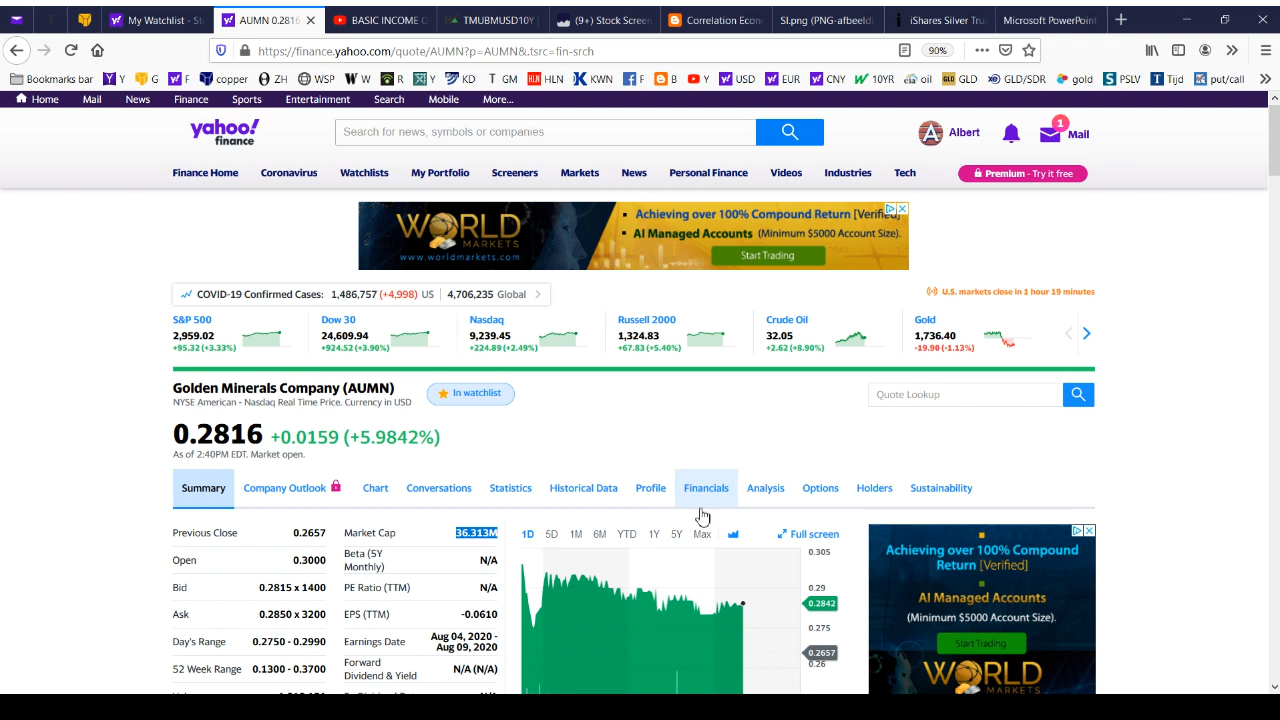 My Watchlist - St
AUMN 0.2816
BASIC INCOME
TMUBMUSD10Y
(9+) Stock Screen
Correlation Econ
SI.png (PNG-afbeeldi
iShares Silver Trus
Microsoft PowerPoint
https://finance.yahoo.com/quote/AUMN?p=AUMN&.tsrc=fin-srch
90%
Bookmarks bar Y G F copper ZH WSP W R Y KD GM HLN KWN F B Y USD EUR CNY 10YR oil GLD GLD/SDR gold PSLV Tijd put/call
Home Mail News Finance Sports Entertainment Search Mobile More...
yahoo! finance
Search for news, symbols or companies
Albert
1
Mail
Finance Home Coronavirus Watchlists My Portfolio Screeners Markets News Personal Finance Videos Industries Tech
Premium - Try it free
WORLD MARKETS
www.worldmarkets.com
Achieving over 100% Compound Return [Verified]
AI Managed Accounts (Minimum $5000 Account Size).
Start Trading
COVID-19 Confirmed Cases: 1,486,757 (+4,998) US 4,706,235 Global
U.S. markets close in 1 hour 19 minutes
S&P 500
2,959.02
+95.32 (+3.33%)
Dow 30
24,609.94
+924.52 (+3.90%)
Nasdaq
9,239.45
+224.89 (+2.49%)
Russell 2000
1,324.83
+67.83 (+5.40%)
Crude Oil
32.05
+2.62 (+8.90%)
Gold
1,736.40
-19.90 (-1.13%)
Golden Minerals Company (AUMN)
NYSE American - Nasdaq Real Time Price. Currency in USD
In watchlist
Quote Lookup
0.2816 +0.0159 (+5.9842%)
As of 2:40PM EDT. Market open.
Summary Company Outlook Chart Conversations Statistics Historical Data Profile Financials Analysis Options Holders Sustainability
Previous Close 0.2657
Open 0.3000
Bid 0.2815 x 1400
Ask 0.2850 x 3200
Day's Range 0.2750 - 0.2990
52 Week Range 0.1300 - 0.3700
Market Cap 36.313M
Beta (5Y Monthly) N/A
PE Ratio (TTM) N/A
EPS (TTM) -0.0610
Earnings Date Aug 04, 2020 - Aug 09, 2020
Forward Dividend & Yield N/A (N/A)
1D 5D 1M 6M YTD 1Y 5Y Max
Full screen
0.305
0.29
0.2842
0.275
0.2657
0.26
Achieving over 100% Compound
Return [Verified]
AI Managed Accounts
(Minimum $5000 Account Size).
Start Trading
WORLD
MARKETS